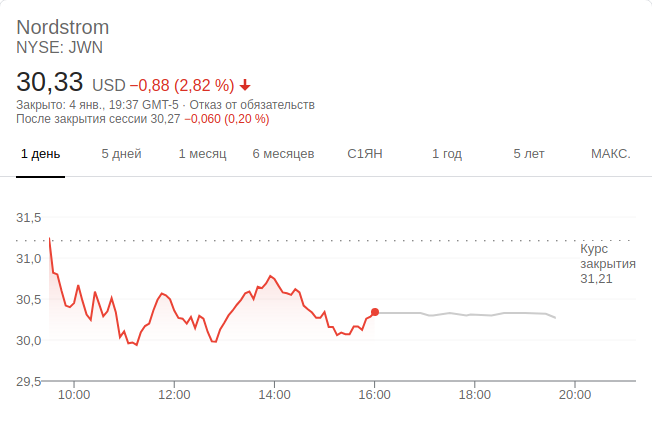 Nordstrom
NYSE: JWN
30,33 USD −0,88 (2,82 %)
Закрыто: 4 янв., 19:37 GMT-5 · Отказ от обязательств
После закрытия сессии 30,27 −0,060 (0,20 %)
1 день 5 дней 1 месяц 6 месяцев С1ЯН 1 год 5 лет МАКС.
31,5
Курс
31,0 закрытия
31,21
30,5
30,0
29,5
10:00 12:00 14:00 16:00 18:00 20:00